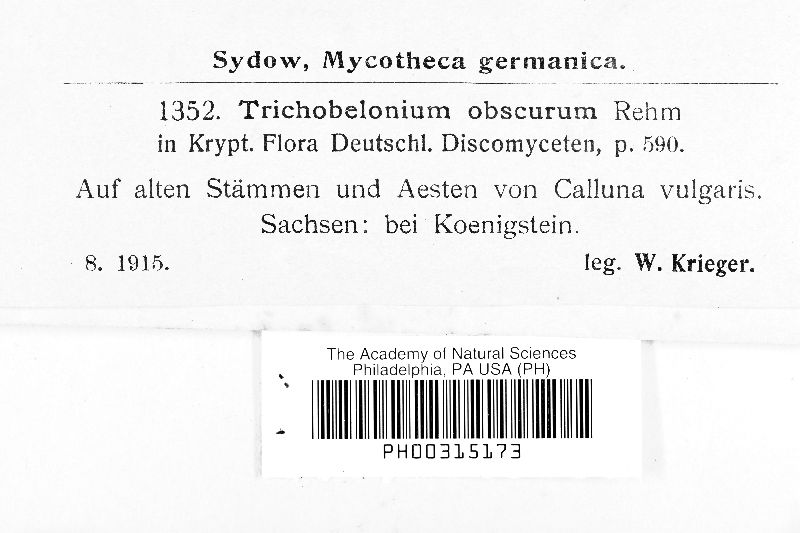 Sydow, Mycotheca germanica.
1352. Trichobelonium obscurum Rehm
in Krypt. Flora Deutschl. Discomyceten, p. 590.
Auf alten Stämmen und Aesten von Calluna vulgaris.
Sachsen: bei Koenigstein.
8. 1915. leg. W. Krieger.
The Academy of Natural Sciences
Philadelphia, PA USA (PH)
PH00315173